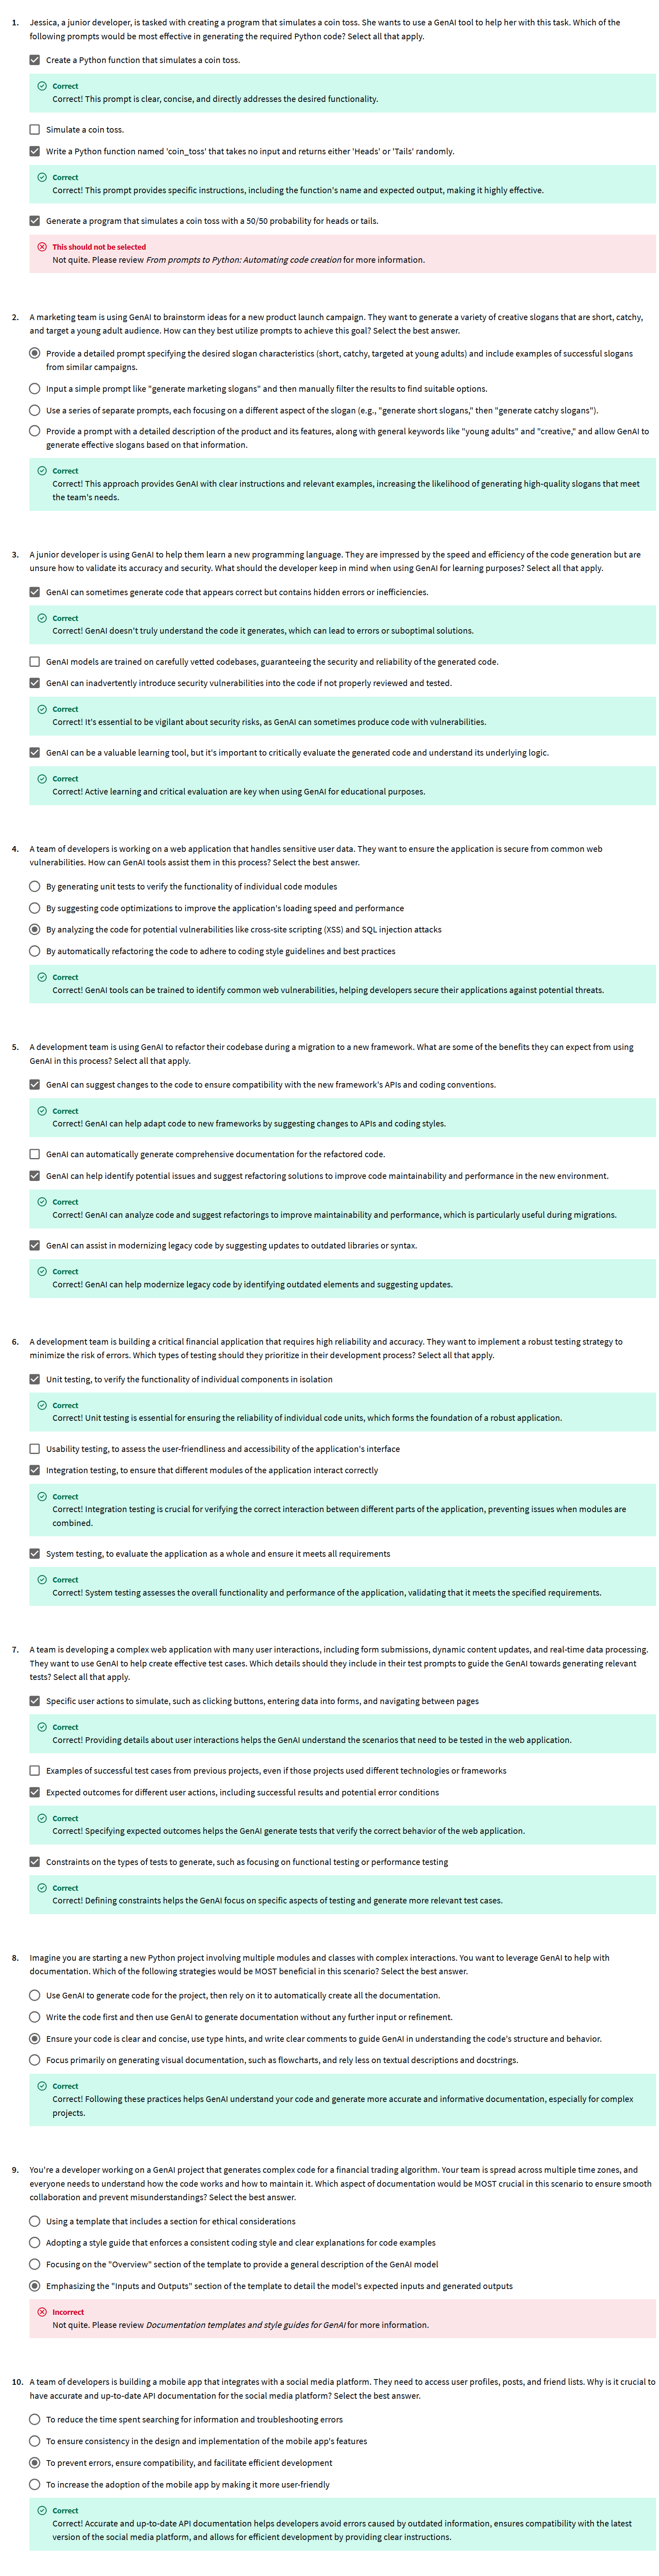 1. Jessica, a junior developer, is tasked with creating a program that simulates a coin toss. She wants to use a GenAI tool to help her with this task. Which of the
following prompts would be most effective in generating the required Python code? Select all that apply.
Create a Python function that simulates a coin toss.
Correct
Correct! This prompt is clear, concise, and directly addresses the desired functionality.
Simulate a coin toss.
Write a Python function named 'coin_toss' that takes no input and returns either 'Heads' or 'Tails' randomly.
Correct
Correct! This prompt provides specific instructions, including the function's name and expected output, making it highly effective.
Generate a program that simulates a coin toss with a 50/50 probability for heads or tails.
This should not be selected
Not quite. Please review From prompts to Python: Automating code creation for more information.
2. A marketing team is using GenAI to brainstorm ideas for a new product launch campaign. They want to generate a variety of creative slogans that are short, catchy,
and target a young adult audience. How can they best utilize prompts to achieve this goal? Select the best answer.
Provide a detailed prompt specifying the desired slogan characteristics (short, catchy, targeted at young adults) and include examples of successful slogans
from similar campaigns.
Input a simple prompt like "generate marketing slogans" and then manually filter the results to find suitable options.
Use a series of separate prompts, each focusing on a different aspect of the slogan (e.g., "generate short slogans," then "generate catchy slogans").
Provide a prompt with a detailed description of the product and its features, along with general keywords like "young adults" and "creative," and allow GenAI to
generate effective slogans based on that information.
Correct
Correct! This approach provides GenAI with clear instructions and relevant examples, increasing the likelihood of generating high-quality slogans that meet
the team's needs.
3. A junior developer is using GenAI to help them learn a new programming language. They are impressed by the speed and efficiency of the code generation but are
unsure how to validate its accuracy and security. What should the developer keep in mind when using GenAI for learning purposes? Select all that apply.
GenAI can sometimes generate code that appears correct but contains hidden errors or inefficiencies.
Correct
Correct! GenAI doesn't truly understand the code it generates, which can lead to errors or suboptimal solutions.
GenAI models are trained on carefully vetted codebases, guaranteeing the security and reliability of the generated code.
GenAI can inadvertently introduce security vulnerabilities into the code if not properly reviewed and tested.
Correct
Correct! It's essential to be vigilant about security risks, as GenAI can sometimes produce code with vulnerabilities.
GenAI can be a valuable learning tool, but it's important to critically evaluate the generated code and understand its underlying logic.
Correct
Correct! Active learning and critical evaluation are key when using GenAI for educational purposes.
4. A team of developers is working on a web application that handles sensitive user data. They want to ensure the application is secure from common web
vulnerabilities. How can GenAI tools assist them in this process? Select the best answer.
By generating unit tests to verify the functionality of individual code modules
By suggesting code optimizations to improve the application's loading speed and performance
By analyzing the code for potential vulnerabilities like cross-site scripting (XSS) and SQL injection attacks
By automatically refactoring the code to adhere to coding style guidelines and best practices
Correct
Correct! GenAI tools can be trained to identify common web vulnerabilities, helping developers secure their applications against potential threats.
5. A development team is using GenAI to refactor their codebase during a migration to a new framework. What are some of the benefits they can expect from using
GenAI in this process? Select all that apply.
GenAI can suggest changes to the code to ensure compatibility with the new framework's APIs and coding conventions.
Correct
Correct! GenAI can help adapt code to new frameworks by suggesting changes to APIs and coding styles.
GenAI can automatically generate comprehensive documentation for the refactored code.
GenAI can help identify potential issues and suggest refactoring solutions to improve code maintainability and performance in the new environment.
Correct
Correct! GenAI can analyze code and suggest refactorings to improve maintainability and performance, which is particularly useful during migrations.
GenAI can assist in modernizing legacy code by suggesting updates to outdated libraries or syntax.
Correct
Correct! GenAI can help modernize legacy code by identifying outdated elements and suggesting updates.
6. A development team is building a critical financial application that requires high reliability and accuracy. They want to implement a robust testing strategy to
minimize the risk of errors. Which types of testing should they prioritize in their development process? Select all that apply.
Unit testing, to verify the functionality of individual components in isolation
Correct
Correct! Unit testing is essential for ensuring the reliability of individual code units, which forms the foundation of a robust application.
Usability testing, to assess the user-friendliness and accessibility of the application's interface
Integration testing, to ensure that different modules of the application interact correctly
Correct
Correct! Integration testing is crucial for verifying the correct interaction between different parts of the application, preventing issues when modules are
combined.
System testing, to evaluate the application as a whole and ensure it meets all requirements
Correct
Correct! System testing assesses the overall functionality and performance of the application, validating that it meets the specified requirements.
7. A team is developing a complex web application with many user interactions, including form submissions, dynamic content updates, and real-time data processing.
They want to use GenAI to help create effective test cases. Which details should they include in their test prompts to guide the GenAI towards generating relevant
tests? Select all that apply.
Specific user actions to simulate, such as clicking buttons, entering data into forms, and navigating between pages
Correct
Correct! Providing details about user interactions helps the GenAI understand the scenarios that need to be tested in the web application.
Examples of successful test cases from previous projects, even if those projects used different technologies or frameworks
Expected outcomes for different user actions, including successful results and potential error conditions
Correct
Correct! Specifying expected outcomes helps the GenAI generate tests that verify the correct behavior of the web application.
Constraints on the types of tests to generate, such as focusing on functional testing or performance testing
Correct
Correct! Defining constraints helps the GenAI focus on specific aspects of testing and generate more relevant test cases.
8. Imagine you are starting a new Python project involving multiple modules and classes with complex interactions. You want to leverage GenAI to help with
documentation. Which of the following strategies would be MOST beneficial in this scenario? Select the best answer.
Use GenAI to generate code for the project, then rely on it to automatically create all the documentation.
Write the code first and then use GenAI to generate documentation without any further input or refinement.
Ensure your code is clear and concise, use type hints, and write clear comments to guide GenAI in understanding the code's structure and behavior.
Focus primarily on generating visual documentation, such as flowcharts, and rely less on textual descriptions and docstrings.
Correct
Correct! Following these practices helps GenAI understand your code and generate more accurate and informative documentation, especially for complex
projects.
9. You're a developer working on a GenAI project that generates complex code for a financial trading algorithm. Your team is spread across multiple time zones, and
everyone needs to understand how the code works and how to maintain it. Which aspect of documentation would be MOST crucial in this scenario to ensure smooth
collaboration and prevent misunderstandings? Select the best answer.
Using a template that includes a section for ethical considerations
Adopting a style guide that enforces a consistent coding style and clear explanations for code examples
Focusing on the "Overview" section of the template to provide a general description of the GenAI model
Emphasizing the "Inputs and Outputs" section of the template to detail the model's expected inputs and generated outputs
Incorrect
Not quite. Please review Documentation templates and style guides for GenAI for more information.
10. A team of developers is building a mobile app that integrates with a social media platform. They need to access user profiles, posts, and friend lists. Why is it crucial to
have accurate and up-to-date API documentation for the social media platform? Select the best answer.
To reduce the time spent searching for information and troubleshooting errors
To ensure consistency in the design and implementation of the mobile app's features
To prevent errors, ensure compatibility, and facilitate efficient development
To increase the adoption of the mobile app by making it more user-friendly
Correct
Correct! Accurate and up-to-date API documentation helps developers avoid errors caused by outdated information, ensures compatibility with the latest
version of the social media platform, and allows for efficient development by providing clear instructions.